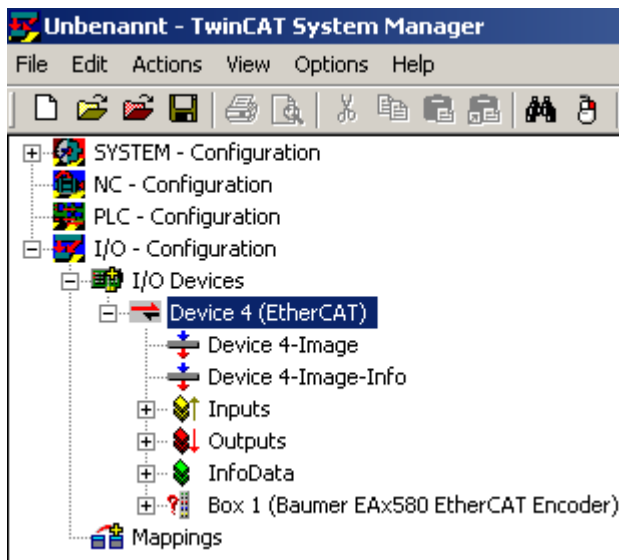 Unbenannt - TwinCAT System Manager
File Edit Actions View Options Help
SYSTEM - Configuration
NC - Configuration
PLC - Configuration
I/O - Configuration
I/O Devices
Device 4 (EtherCAT)
Device 4-Image
Device 4-Image-Info
Inputs
Outputs
InfoData
Box 1 (Baumer EAx580 EtherCAT Encoder)
Mappings